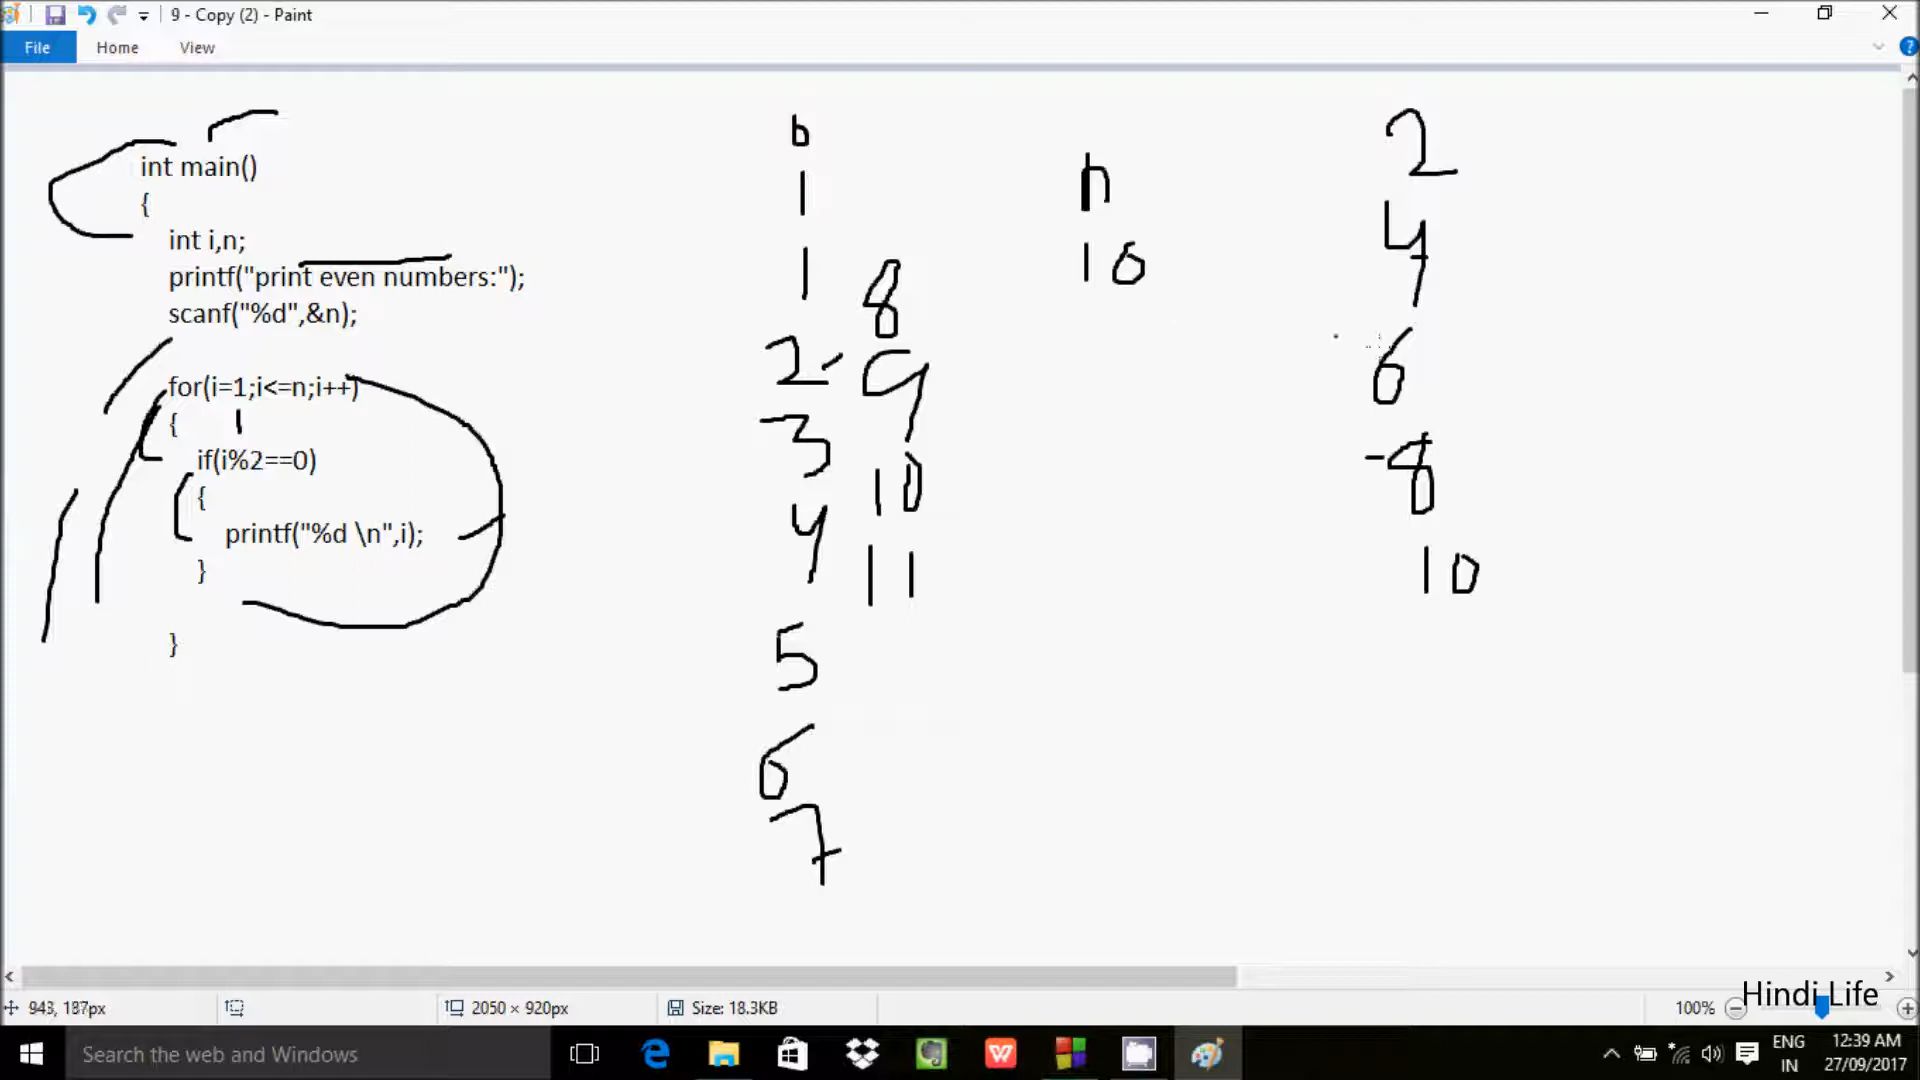 9 - Copy (2) - Paint
File Home View
int main()
{
int i,n;
printf("print even numbers:");
scanf("%d",&n);
for(i=1;i<=n;i++)
{
if(i%2==0)
{
printf("%d \n",i);
}
}
1
1
1
2
3
4
5
6
7
8
9
10
11
n
10
2
4
6
8
10
943, 187px
2050 × 920px
Size: 18.3KB
100%
Hindi Life
Search the web and Windows
ENG
IN
12:39 AM
27/09/2017